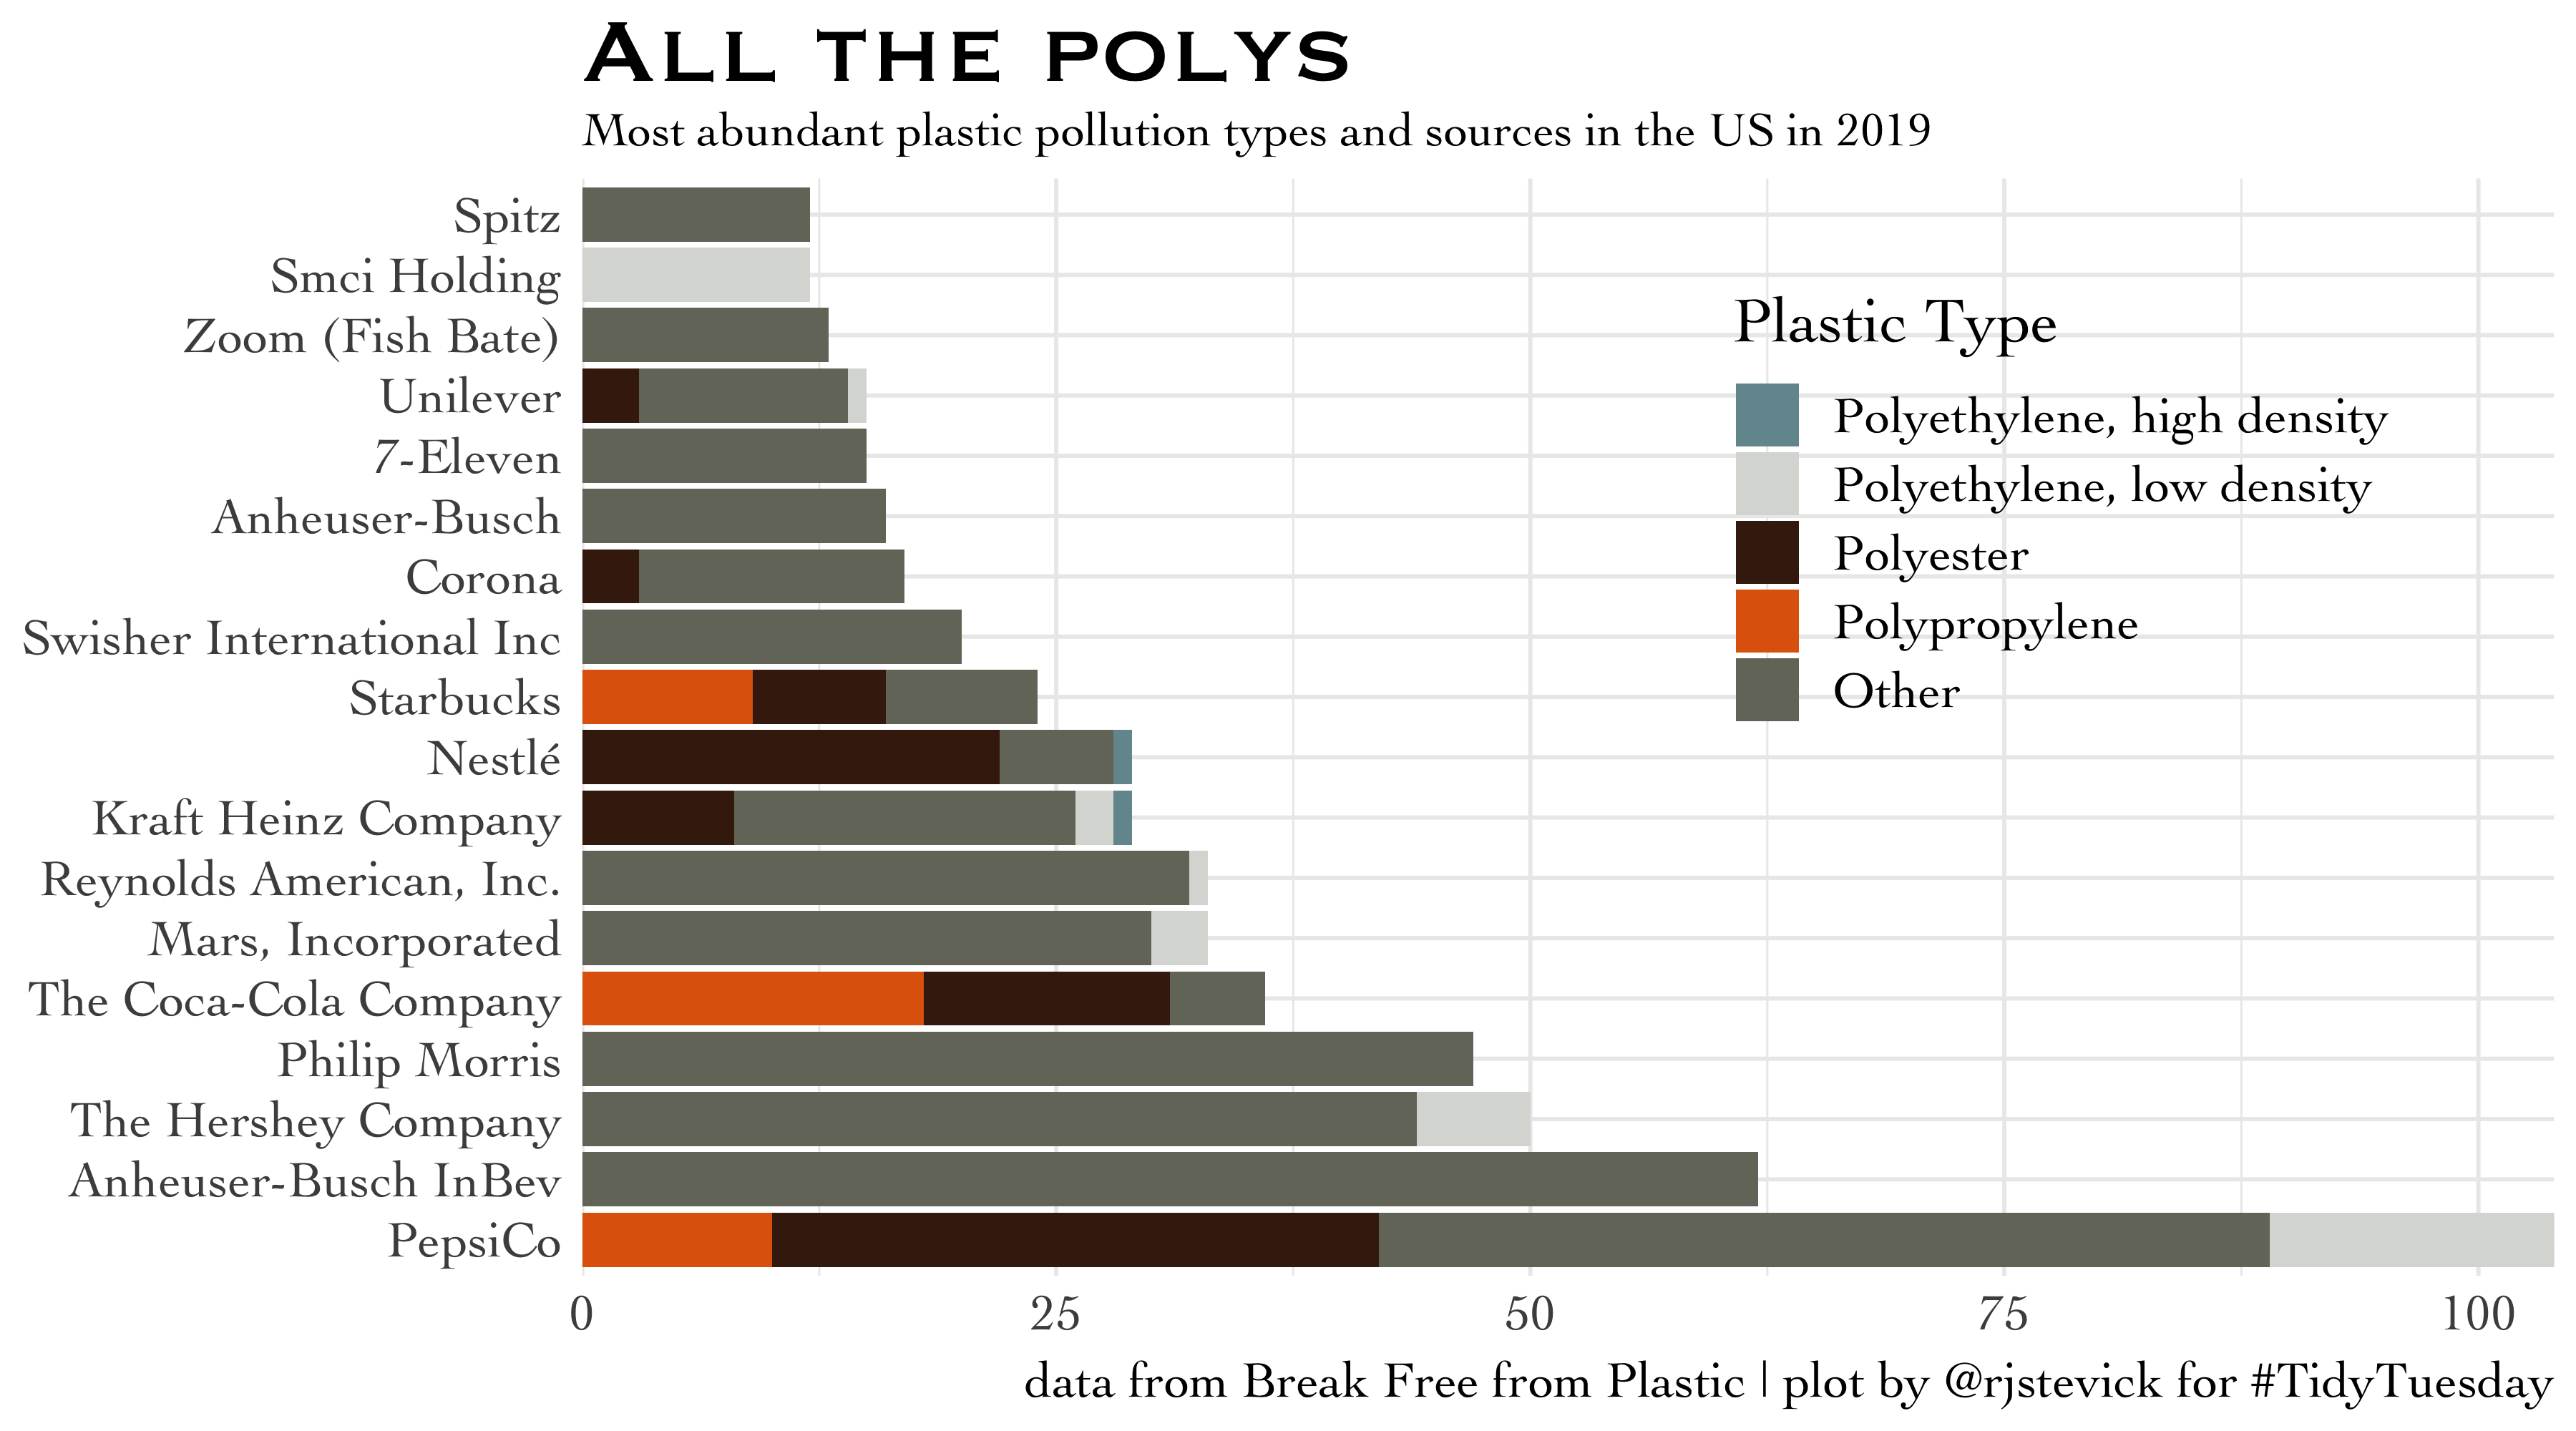 All the polys
Most abundant plastic pollution types and sources in the US in 2019
Spitz
Smci Holding
Zoom (Fish Bate)
Unilever
7-Eleven
Anheuser-Busch
Corona
Swisher International Inc
Starbucks
Nestlé
Kraft Heinz Company
Reynolds American, Inc.
Mars, Incorporated
The Coca-Cola Company
Philip Morris
The Hershey Company
Anheuser-Busch InBev
PepsiCo
Plastic Type
Polyethylene, high density
Polyethylene, low density
Polyester
Polypropylene
Other
0 25 50 75 100
data from Break Free from Plastic | plot by @rjstevick for #TidyTuesday